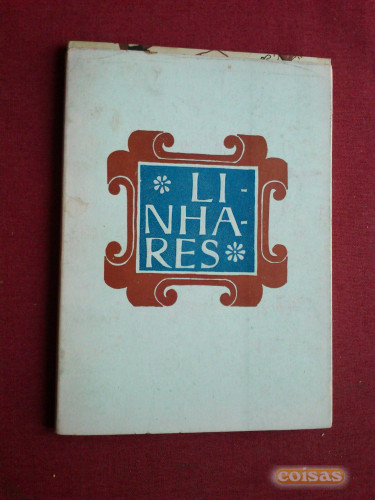 LI-
NHA-
RES
coisas